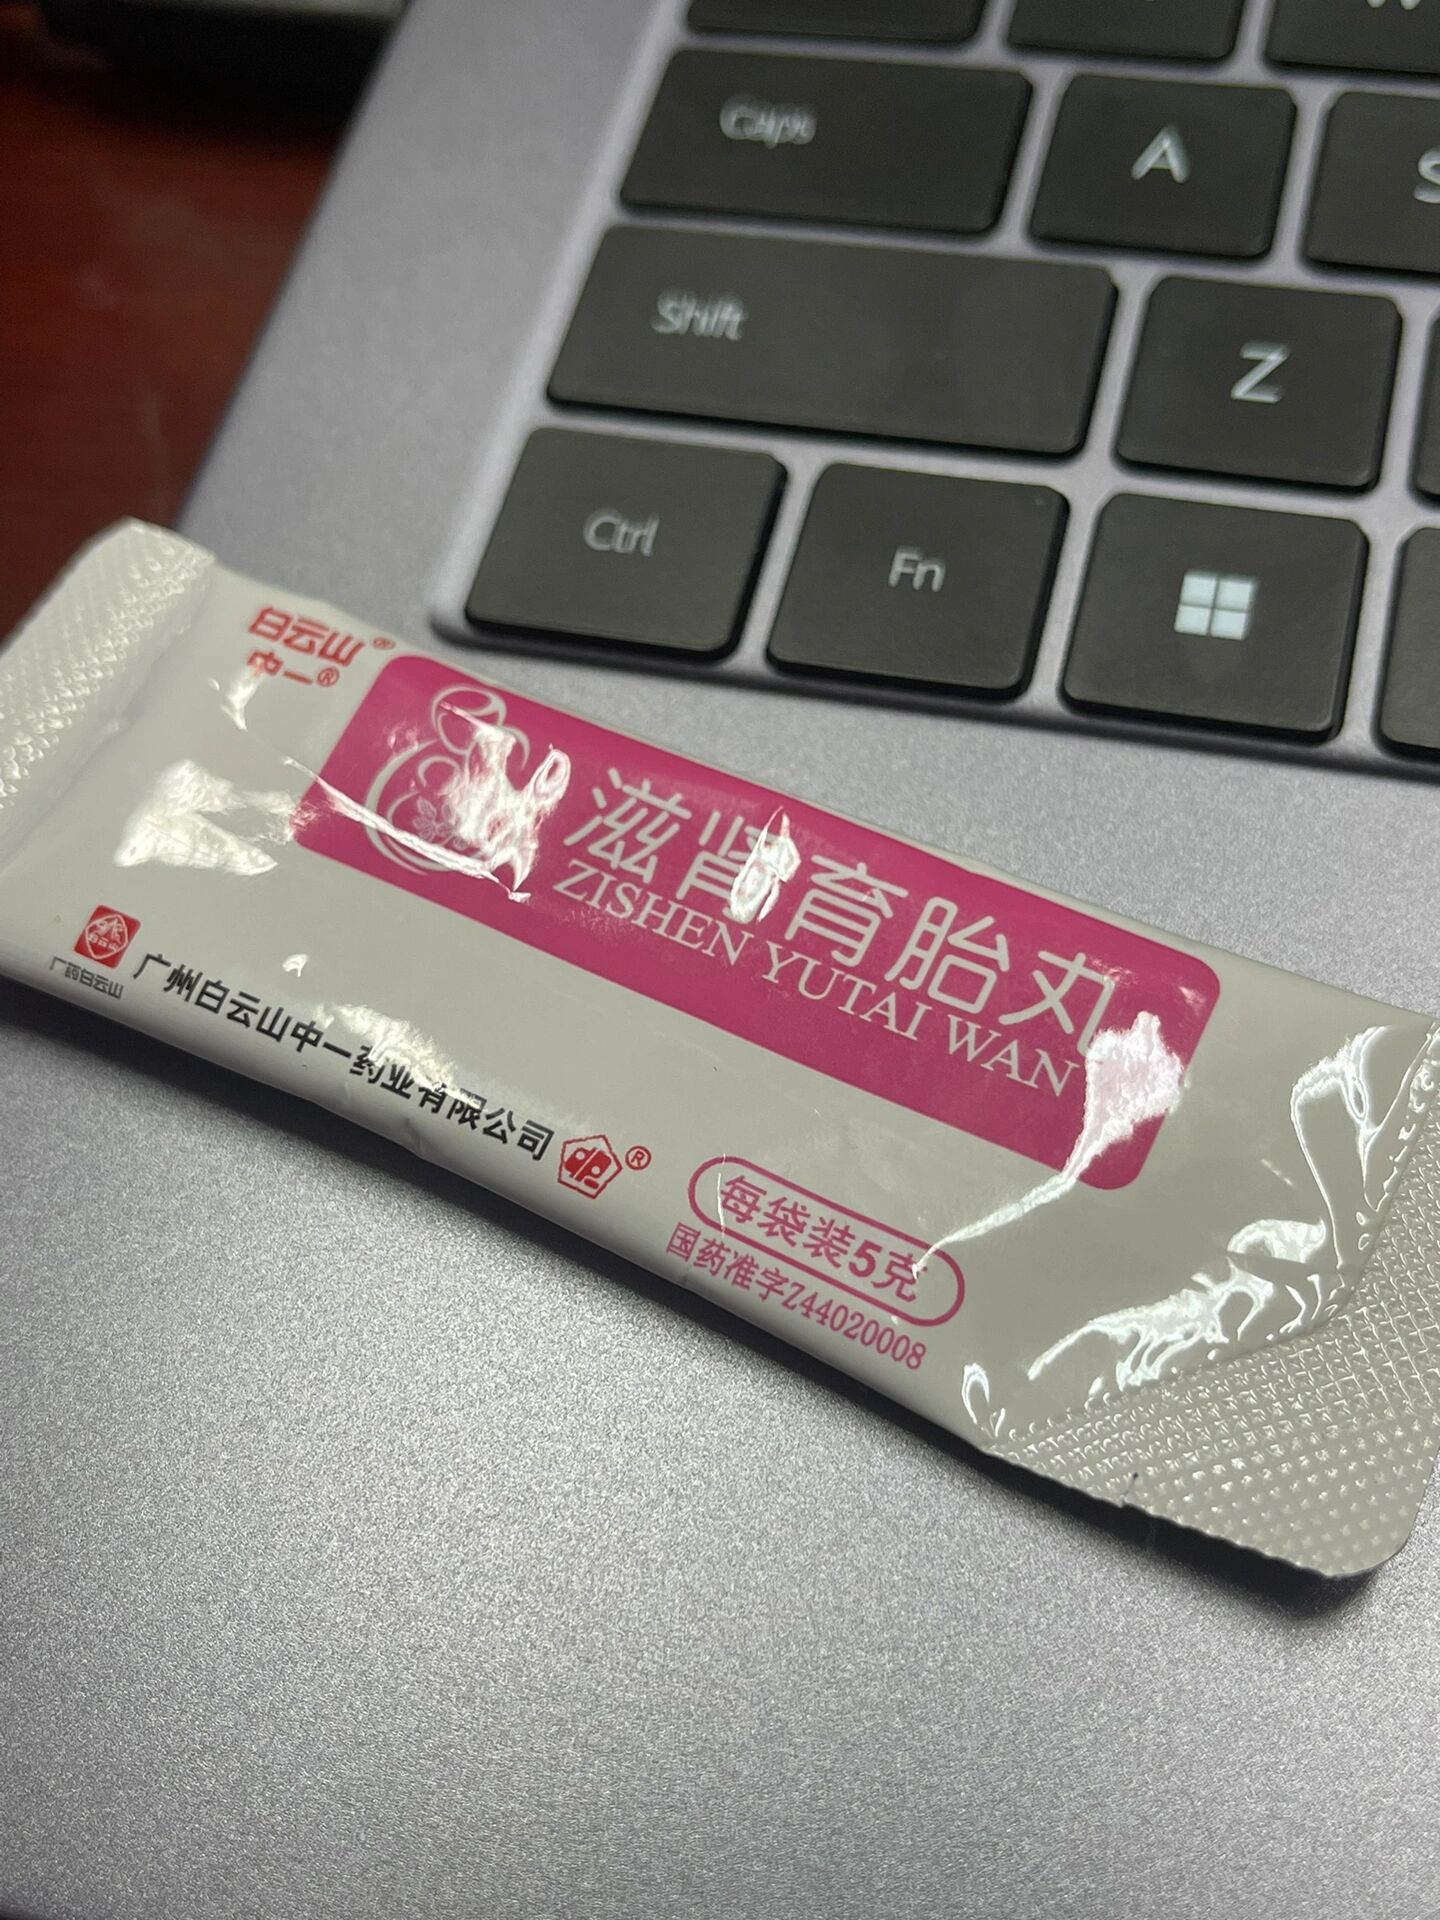 Caps
A
S
Shift
Z
Ctrl
Fn
白云山®
中一®
滋肾育胎丸
ZISHEN YUTAI WAN
广药白云山
广州白云山中一药业有限公司 ®
每袋装5克
国药准字Z44020008